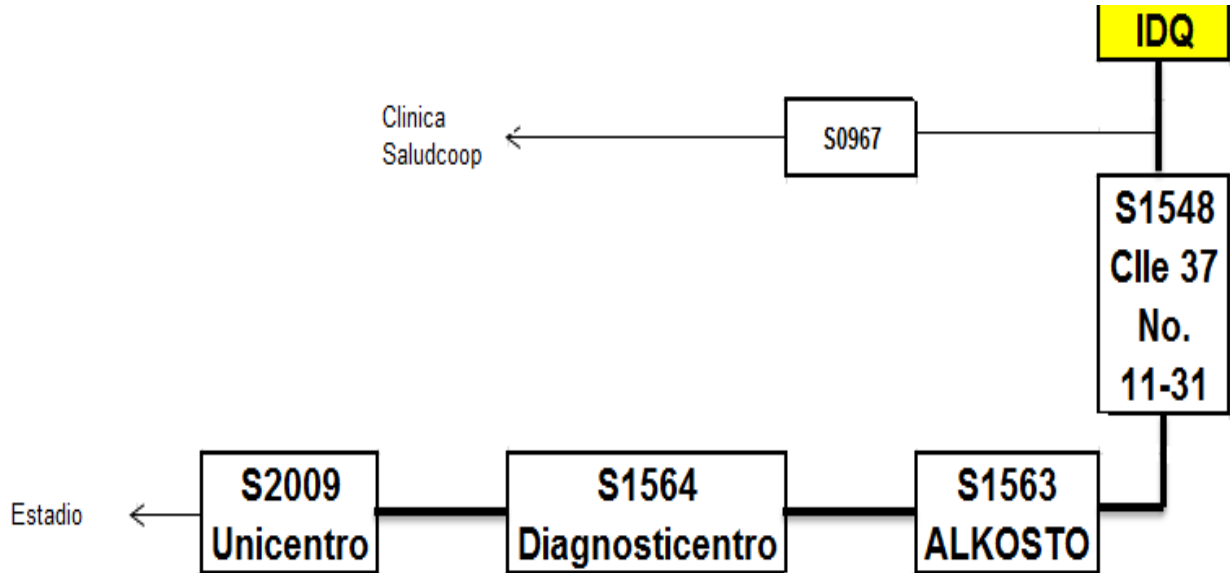 IDQ
Clinica
Saludcoop
S0967
S1548
Clle 37
No.
11-31
Estadio
S2009
Unicentro
S1564
Diagnosticentro
S1563
ALKOSTO